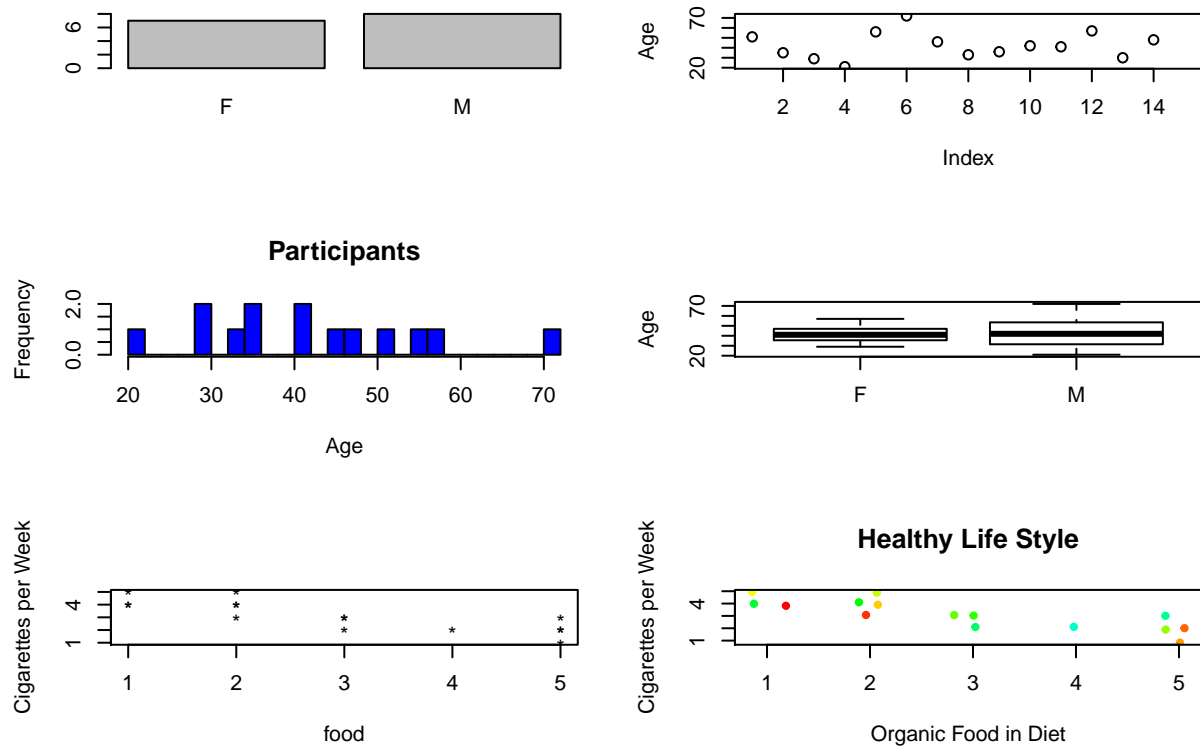 6
0
F M
Age
70
20
2 4 6 8 10 12 14
Index
Participants
Frequency
2.0
0.0
20 30 40 50 60 70
Age
Age
70
20
F M
Cigarettes per Week
4
1
1 2 3 4 5
food
Healthy Life Style
Cigarettes per Week
4
1
1 2 3 4 5
Organic Food in Diet